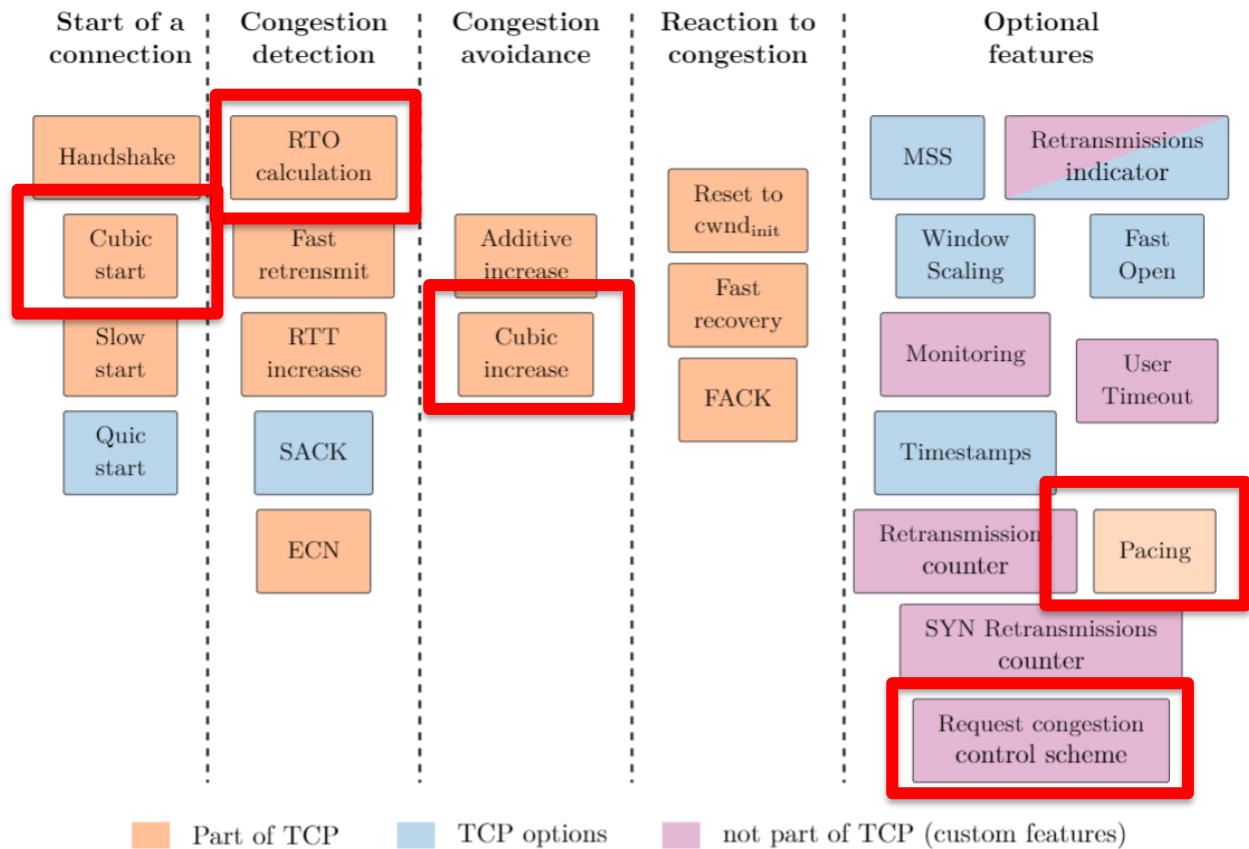 Start of a
connection
Congestion
detection
Congestion
avoidance
Reaction to
congestion
Optional
features
Handshake
Cubic
start
Slow
start
Quic
start
RTO
calculation
Fast
retrensmit
RTT
increasse
SACK
ECN
Additive
increase
Cubic
increase
Reset to
cwnd_init
Fast
recovery
FACK
MSS
Retransmissions
indicator
Window
Scaling
Fast
Open
Monitoring
User
Timeout
Timestamps
Retransmissions
counter
Pacing
SYN Retransmissions
counter
Request congestion
control scheme
Part of TCP
TCP options
not part of TCP (custom features)